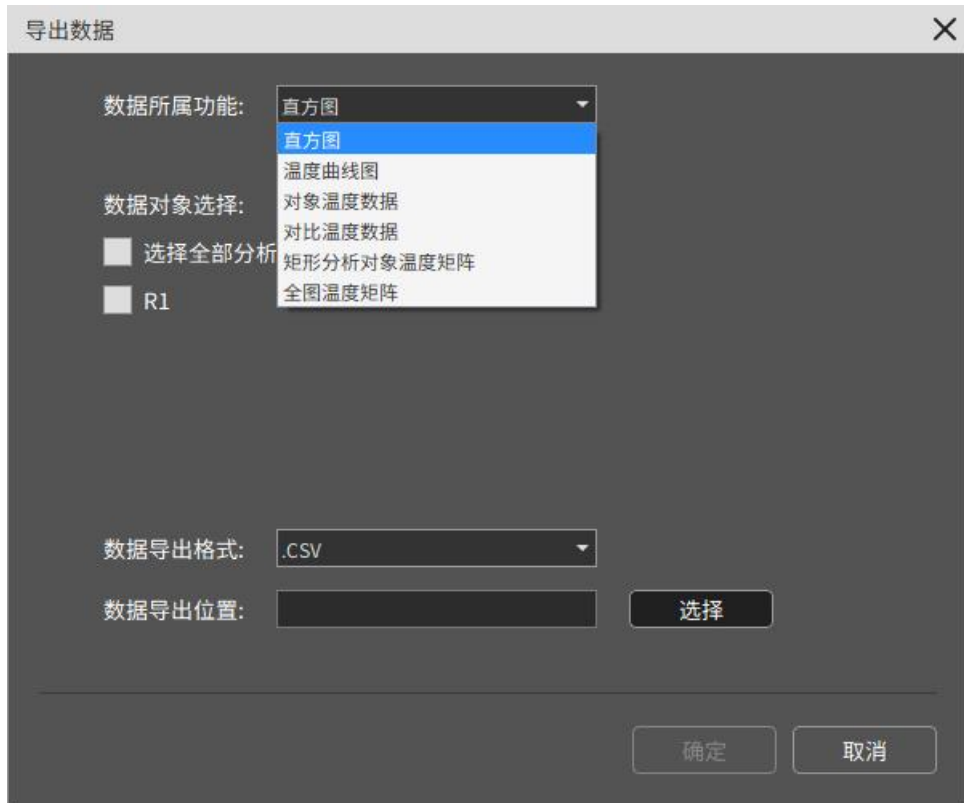 导出数据
数据所属功能:
直方图
直方图
温度曲线图
对象温度数据
对比温度数据
矩形分析对象温度矩阵
全图温度矩阵
数据对象选择:
选择全部分析
R1
数据导出格式:
.CSV
数据导出位置:
选择
确定
取消